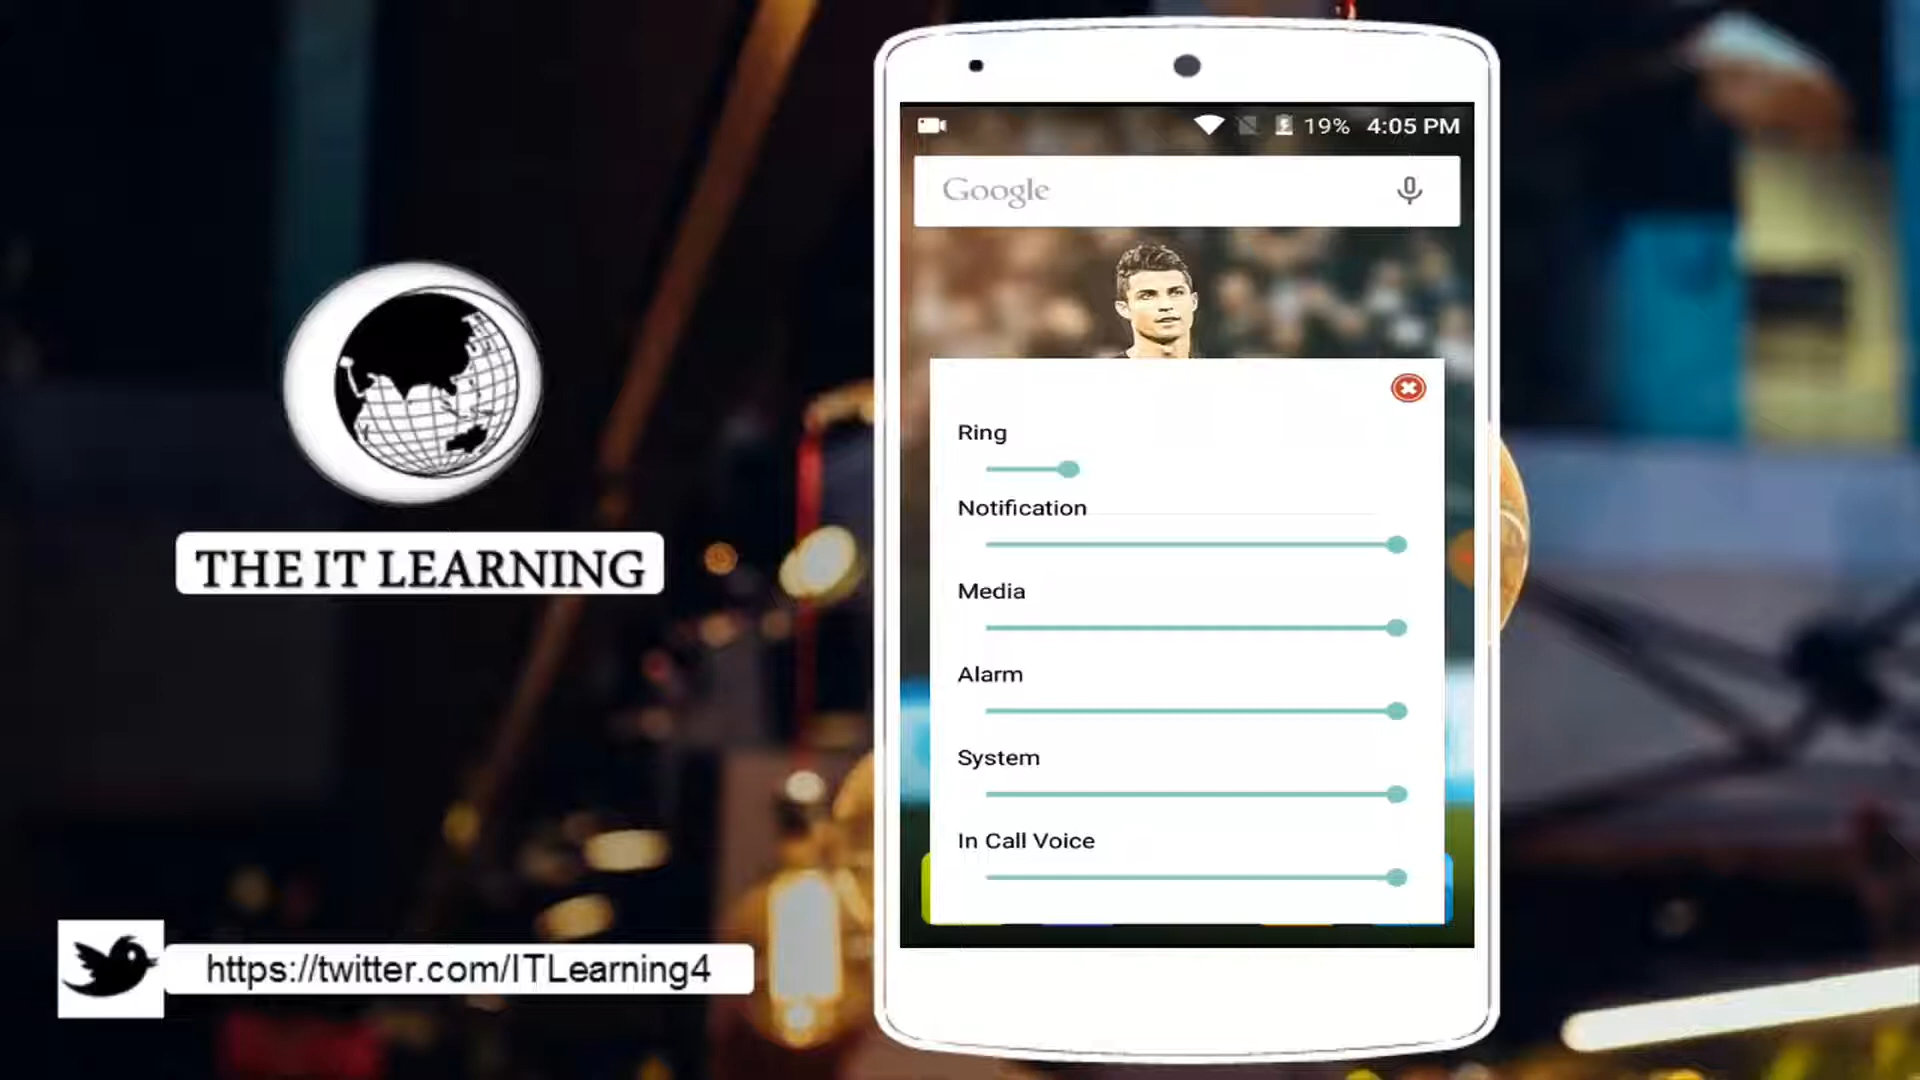 19% 4:05 PM
Google
Ring
Notification
Media
Alarm
System
In Call Voice
THE IT LEARNING
https://twitter.com/ITLearning4